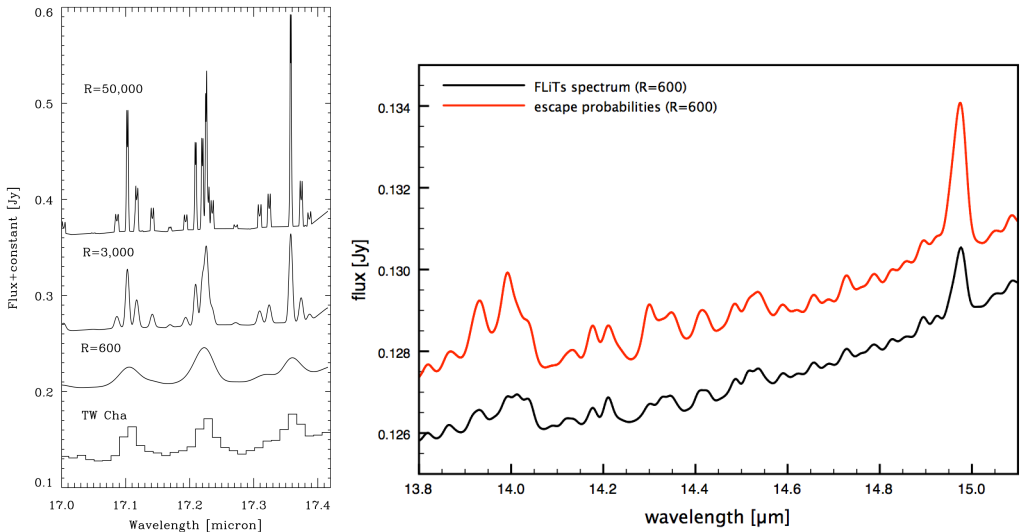 0.6
0.5
0.4
0.3
0.2
0.1
Flux+constant [Jy]
R=50,000
R=3,000
R=600
TW Cha
17.0 17.1 17.2 17.3 17.4
Wavelength [micron]
FLiTs spectrum (R=600)
escape probabilities (R=600)
0.134
0.132
0.130
0.128
0.126
flux [Jy]
13.8 14.0 14.2 14.4 14.6 14.8 15.0
wavelength [µm]